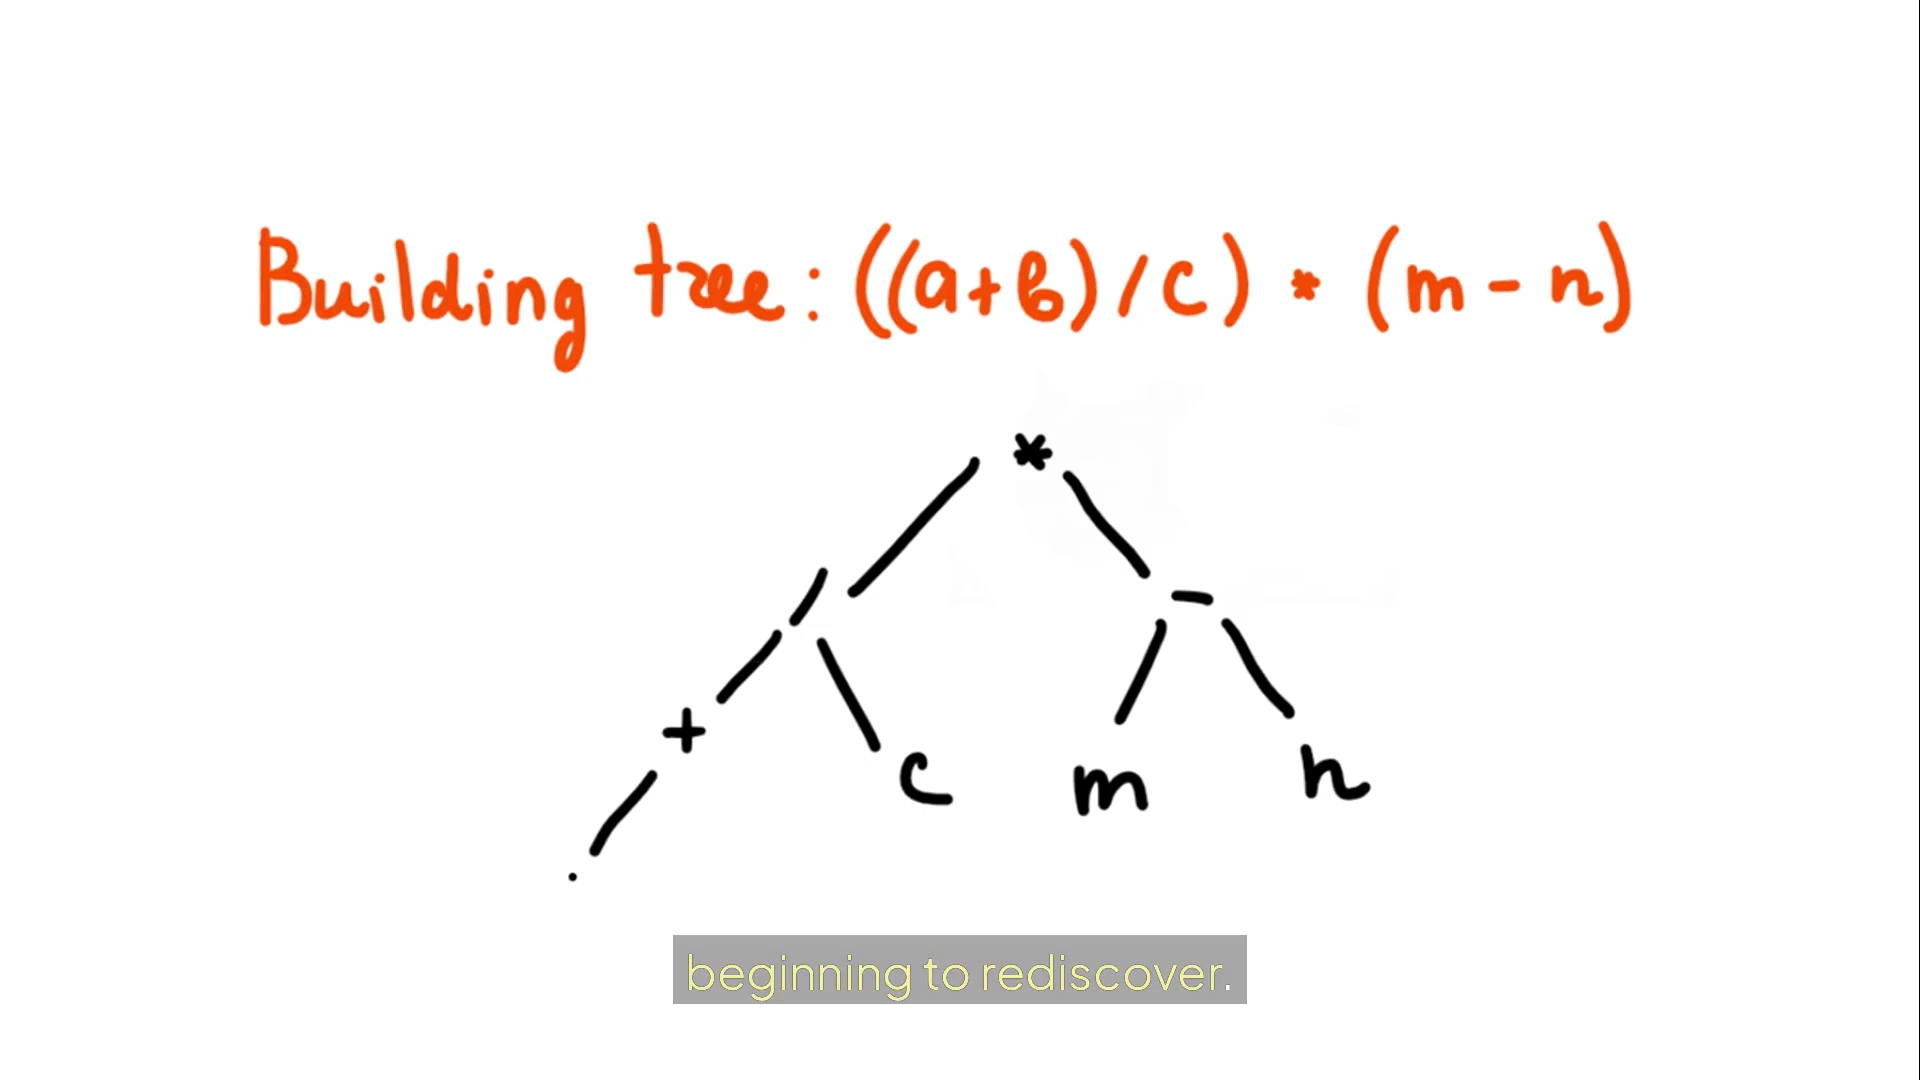 Building tree: ((a+b)/c) * (m-n)
*
/ -
+ c m n
beginning to rediscover.